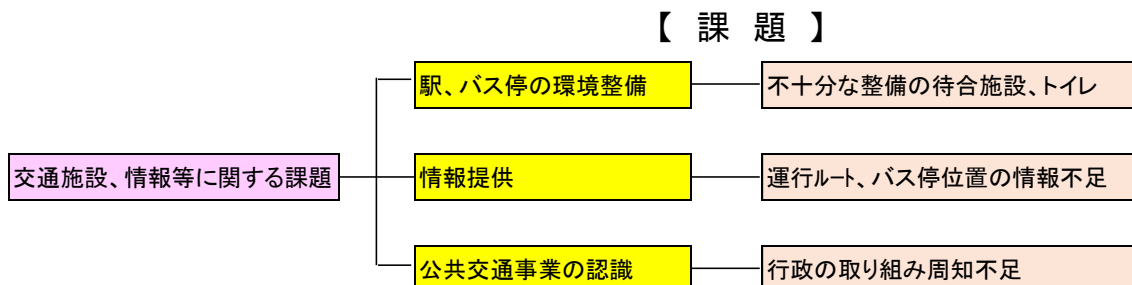 【 課 題 】
駅、バス停の環境整備
不十分な整備の待合施設、トイレ
交通施設、情報等に関する課題
情報提供
運行ルート、バス停位置の情報不足
公共交通事業の認識
行政の取り組み周知不足